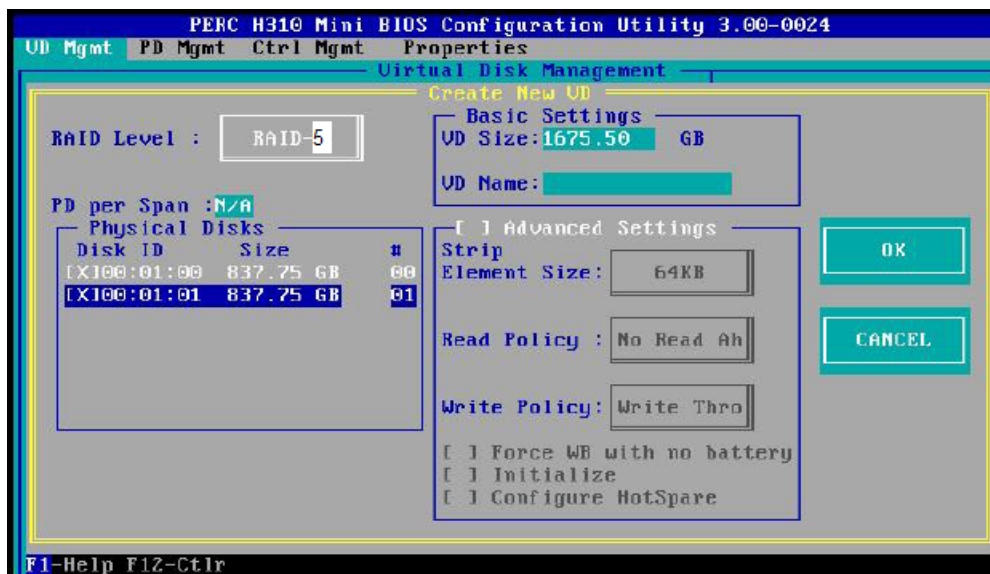 PERC H310 Mini BIOS Configuration Utility 3.00-0024
VD Mgmt PD Mgmt Ctrl Mgmt Properties
Virtual Disk Management
Create New VD
RAID Level : RAID-5
PD per Span :N/A
Physical Disks
Disk ID Size #
[X]00:01:00 837.75 GB 00
[X]00:01:01 837.75 GB 01
Basic Settings
VD Size:1675.50 GB
VD Name:
[ ] Advanced Settings
Strip
Element Size: 64KB
Read Policy : No Read Ah
Write Policy: Write Thro
[ ] Force WB with no battery
[ ] Initialize
[ ] Configure HotSpare
OK
CANCEL
F1-Help F12-Ctlr